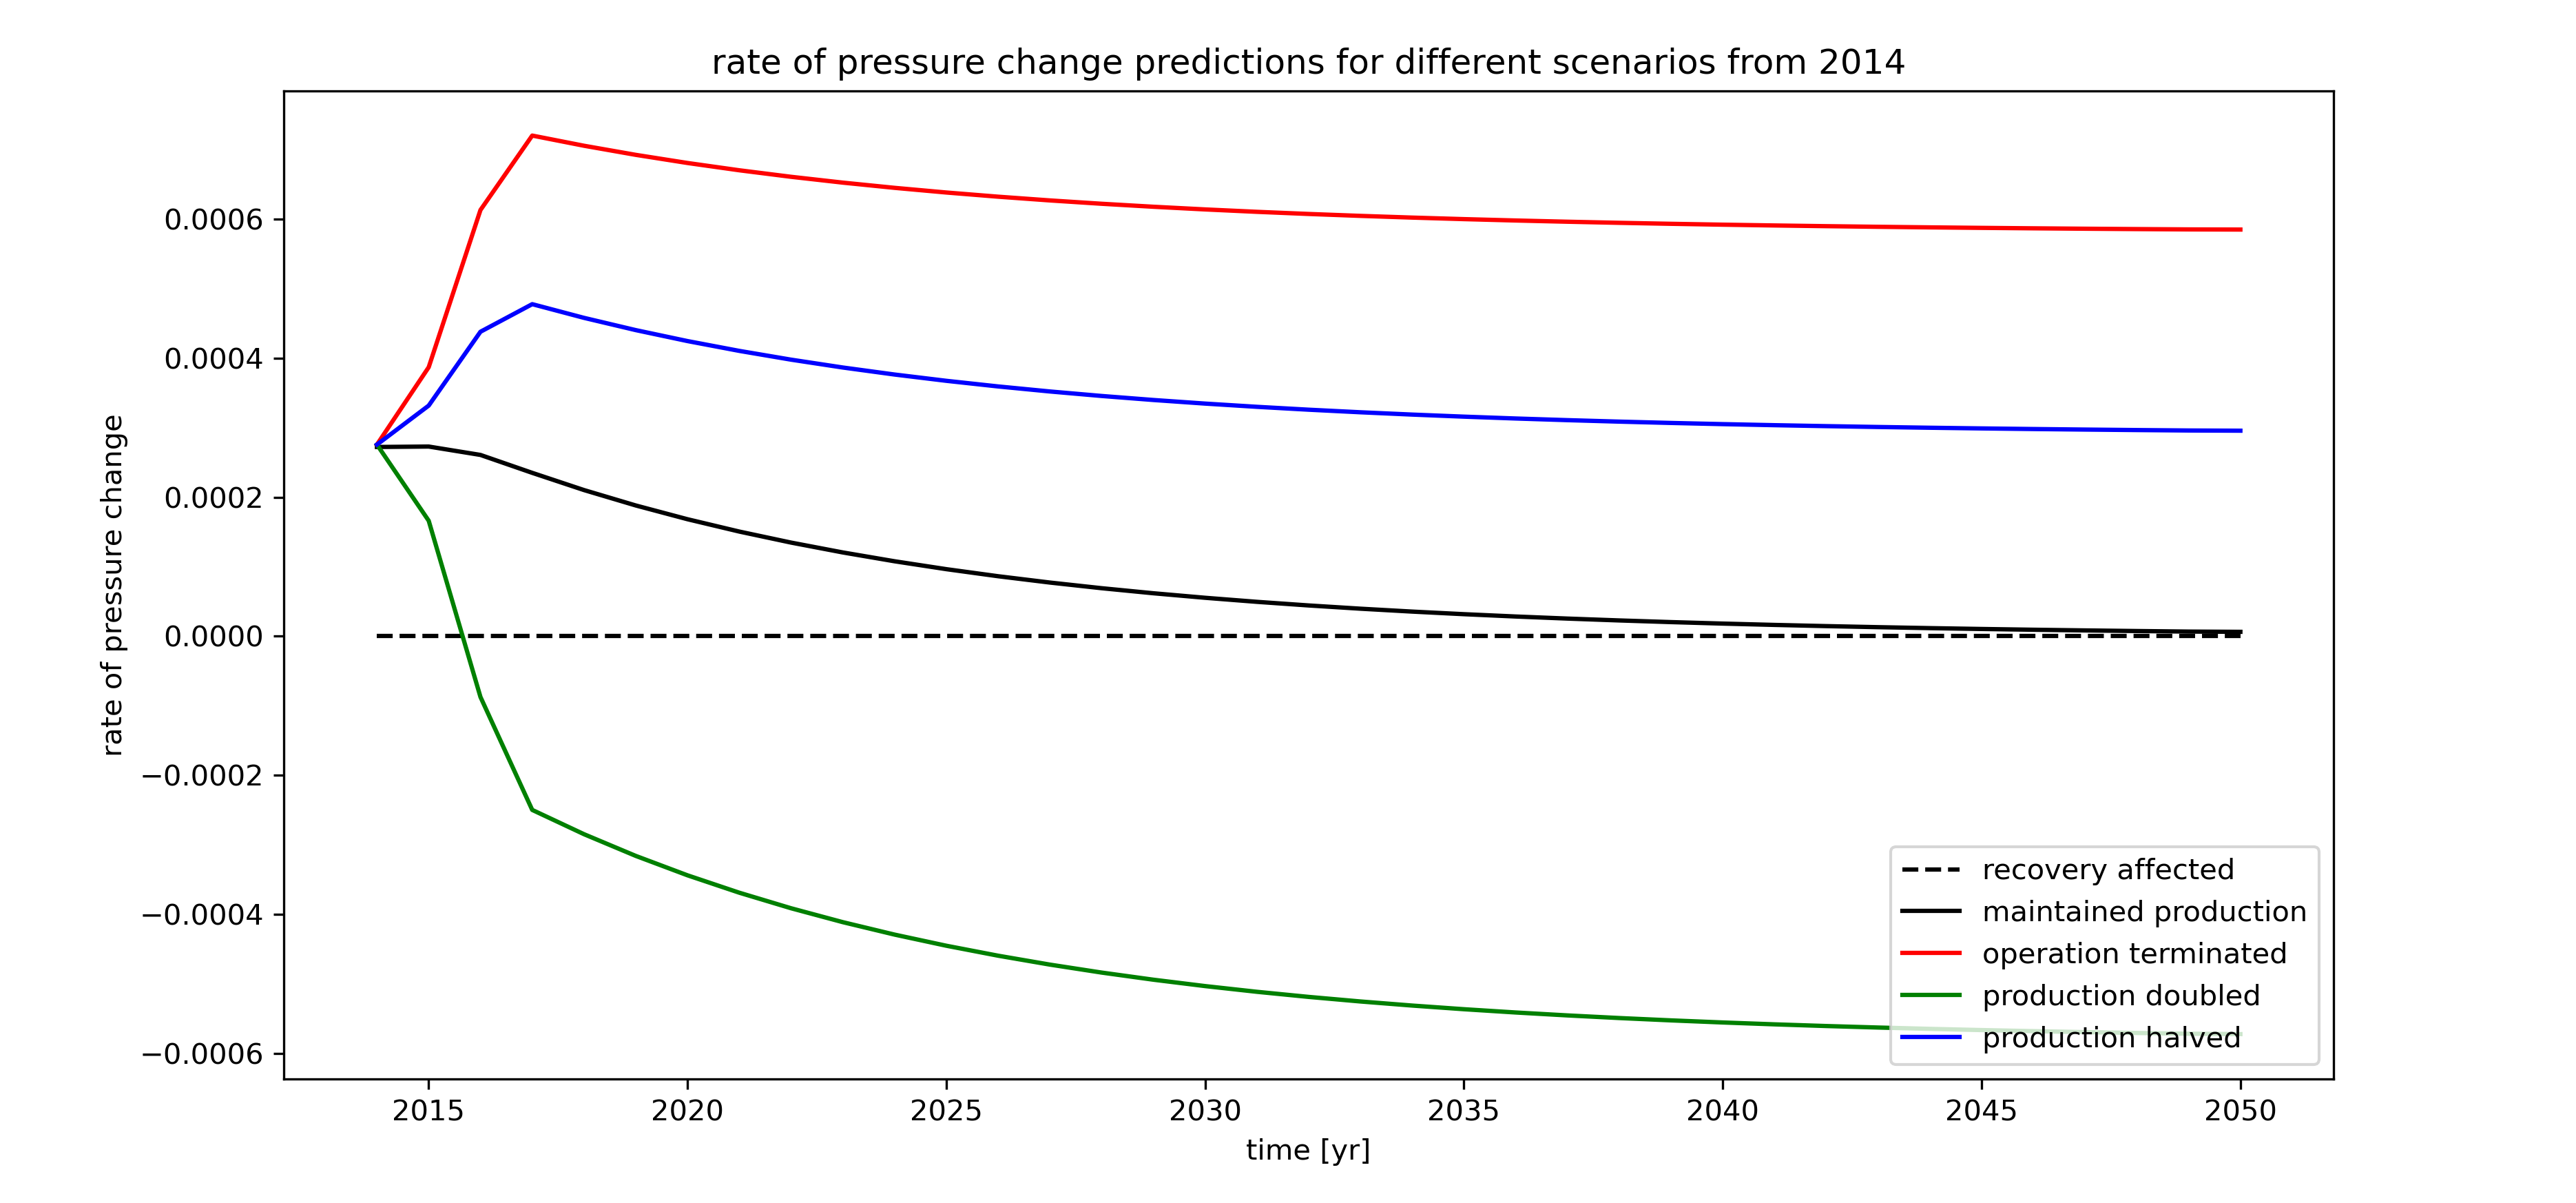 rate of pressure change predictions for different scenarios from 2014
rate of pressure change
0.0006
0.0004
0.0002
0.0000
−0.0002
−0.0004
−0.0006
recovery affected
maintained production
operation terminated
production doubled
production halved
2015 2020 2025 2030 2035 2040 2045 2050
time [yr]